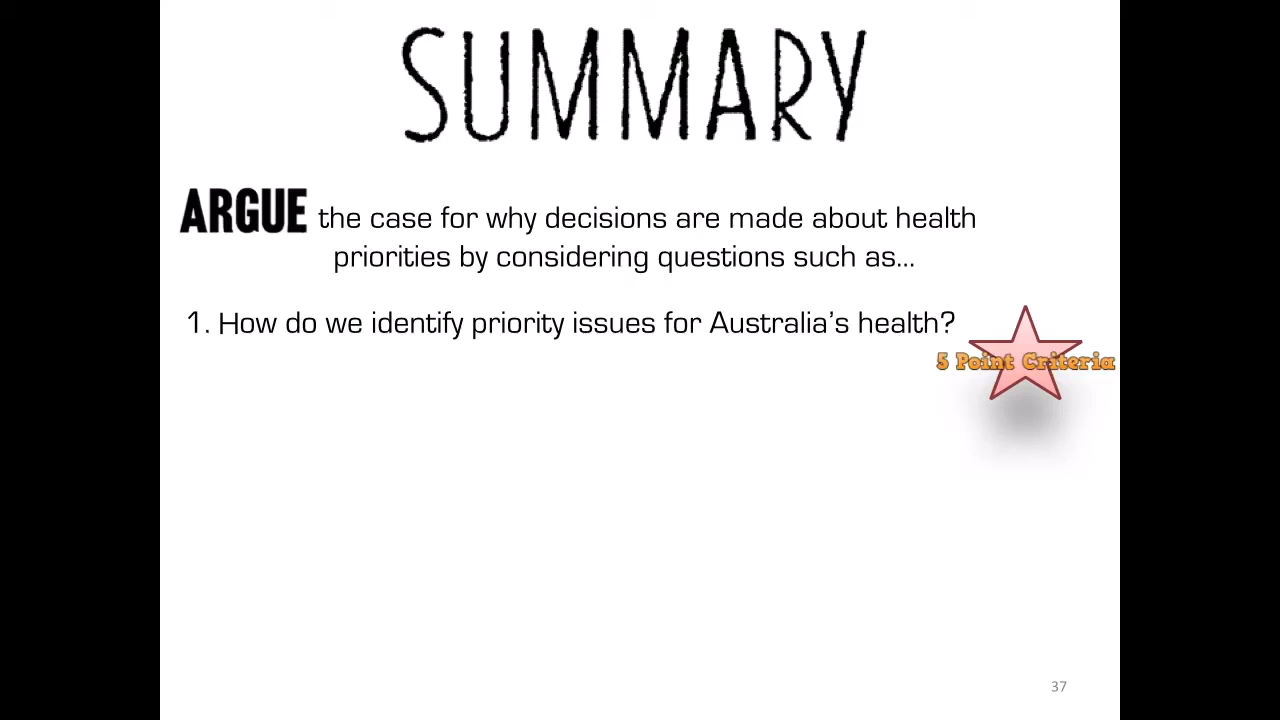 SUMMARY
ARGUE the case for why decisions are made about health
priorities by considering questions such as...
1. How do we identify priority issues for Australia's health?
5 Point Criteria
37